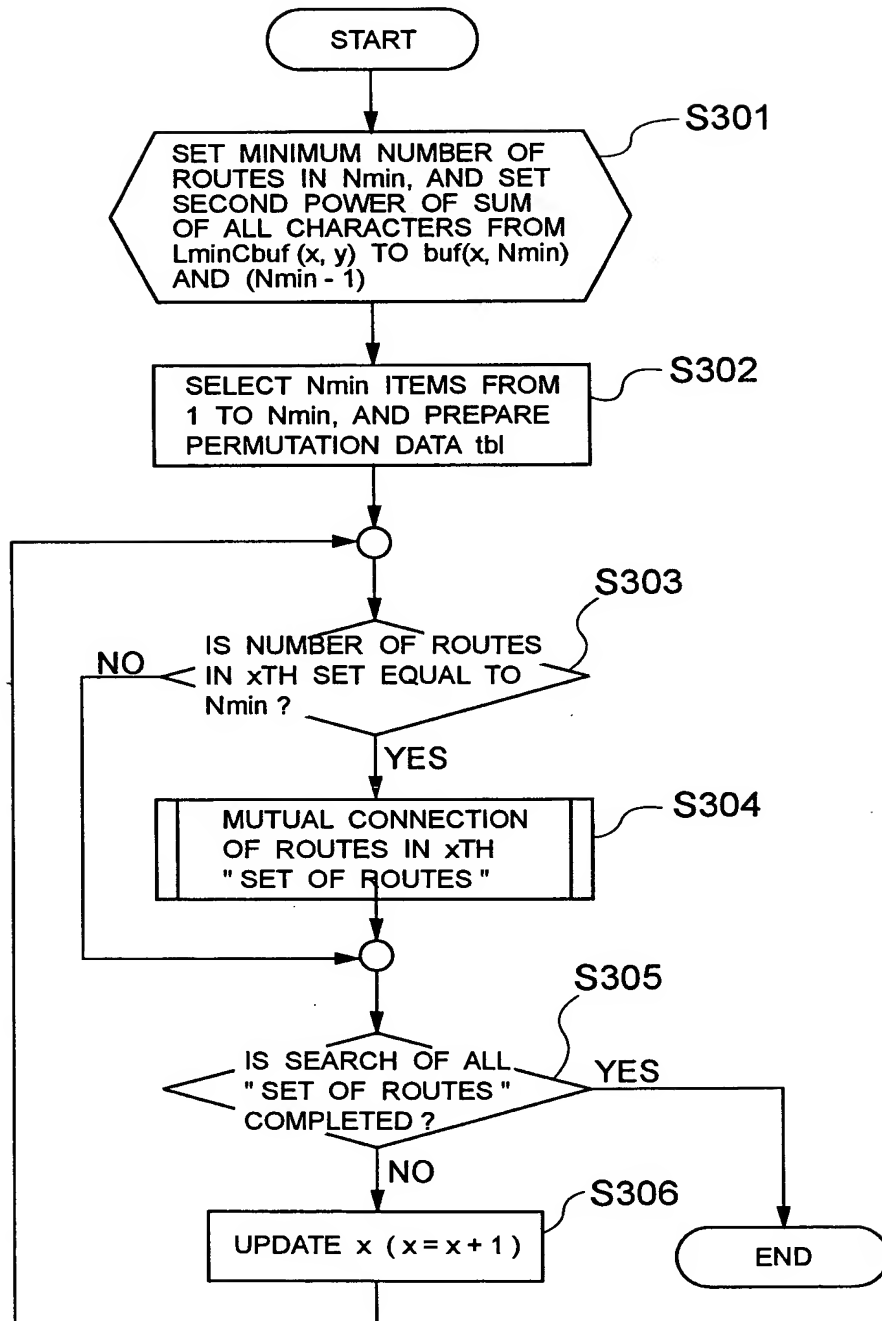 START
S301
SET MINIMUM NUMBER OF
ROUTES IN Nmin, AND SET
SECOND POWER OF SUM
OF ALL CHARACTERS FROM
LminCbuf (x, y) TO buf(x, Nmin)
AND (Nmin - 1)
S302
SELECT Nmin ITEMS FROM
1 TO Nmin, AND PREPARE
PERMUTATION DATA tbl
S303
IS NUMBER OF ROUTES
IN xTH SET EQUAL TO
Nmin ?
NO
YES
S304
MUTUAL CONNECTION
OF ROUTES IN xTH
" SET OF ROUTES "
S305
IS SEARCH OF ALL
" SET OF ROUTES "
COMPLETED ?
YES
NO
S306
UPDATE x ( x = x + 1 )
END